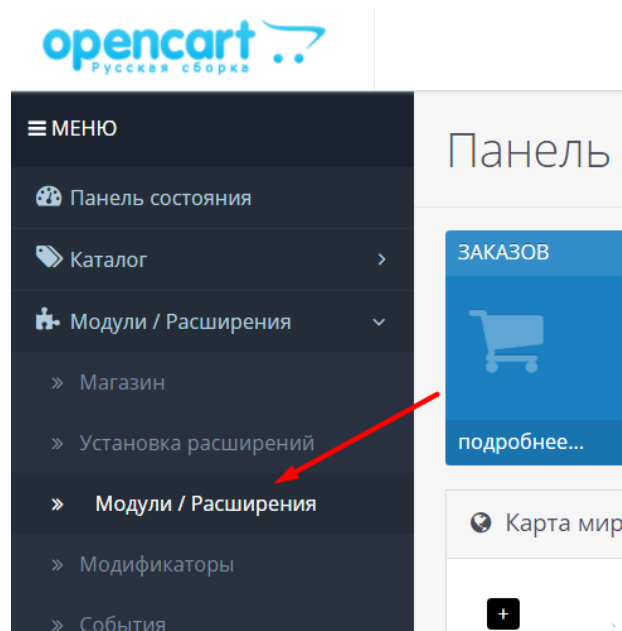 opencart
Русская сборка
МЕНЮ
Панель состояния
Каталог
Модули / Расширения
Магазин
Установка расширений
Модули / Расширения
Модификаторы
События
Панель
ЗАКАЗОВ
подробнее...
Карта мир
+